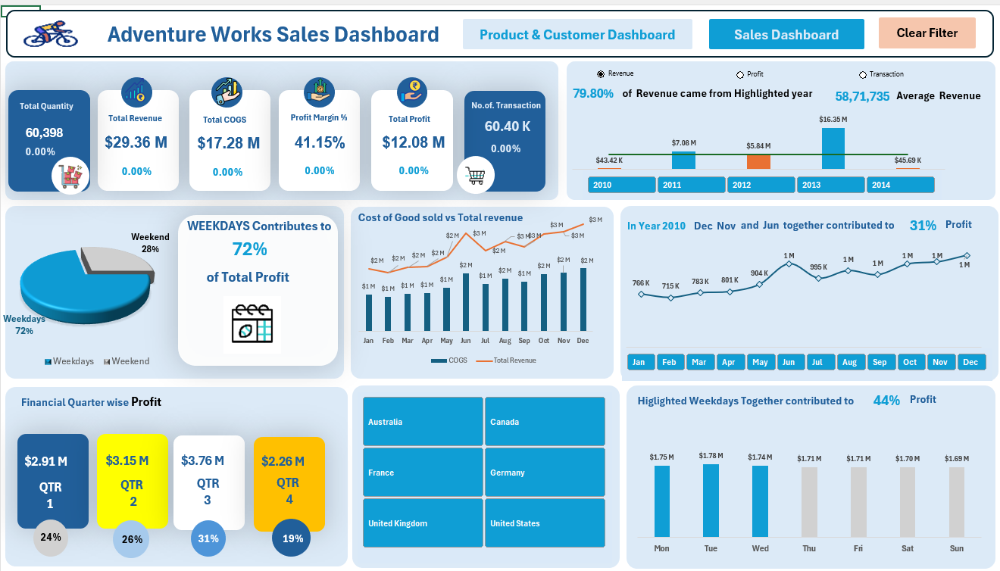 Adventure Works Sales Dashboard
Product & Customer Dashboard
Sales Dashboard
Clear Filter
Total Quantity
60,398
0.00%
Total Revenue
$29.36 M
0.00%
Total COGS
$17.28 M
0.00%
Profit Margin %
41.15%
0.00%
Total Profit
$12.08 M
0.00%
No.of. Transaction
60.40 K
0.00%
Revenue
Profit
Transaction
79.80% of Revenue came from Highlighted year
58,71,735 Average Revenue
$43.42 K
$7.08 M
$5.84 M
$16.35 M
$45.69 K
2010
2011
2012
2013
2014
Weekend
28%
Weekdays
72%
Weekdays Weekend
WEEKDAYS Contributes to
72%
of Total Profit
Cost of Good sold vs Total revenue
$2 M $2 M $2 M $2 M $2 M $3 M $2 M $3 M $3 M $3 M $3 M
$1 M $1 M $1 M $1 M $1 M $2 M $1 M $2 M $1 M $2 M $2 M $2 M
Jan Feb Mar Apr May Jun Jul Aug Sep Oct Nov Dec
COGS Total Revenue
In Year 2010 Dec Nov and Jun together contributed to 31% Profit
766 K 715 K 783 K 801 K 904 K 1 M 995 K 1 M 1 M 1 M 1 M 1 M
Jan Feb Mar Apr May Jun Jul Aug Sep Oct Nov Dec
Financial Quarter wise Profit
$2.91 M
QTR
1
24%
$3.15 M
QTR
2
26%
$3.76 M
QTR
3
31%
$2.26 M
QTR
4
19%
Australia
Canada
France
Germany
United Kingdom
United States
Higlighted Weekdays Together contributed to 44% Profit
$1.75 M $1.78 M $1.74 M $1.71 M $1.71 M $1.70 M $1.69 M
Mon Tue Wed Thu Fri Sat Sun